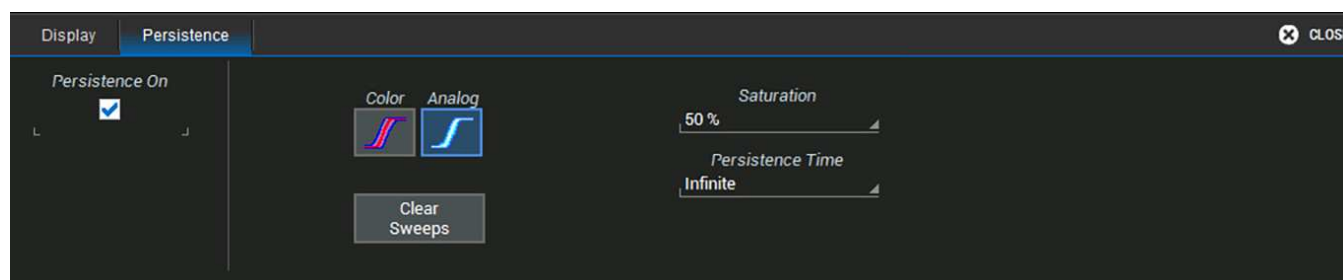 Display Persistence CLOS
Persistence On
Color Analog
Saturation
50 %
Persistence Time
Infinite
Clear
Sweeps